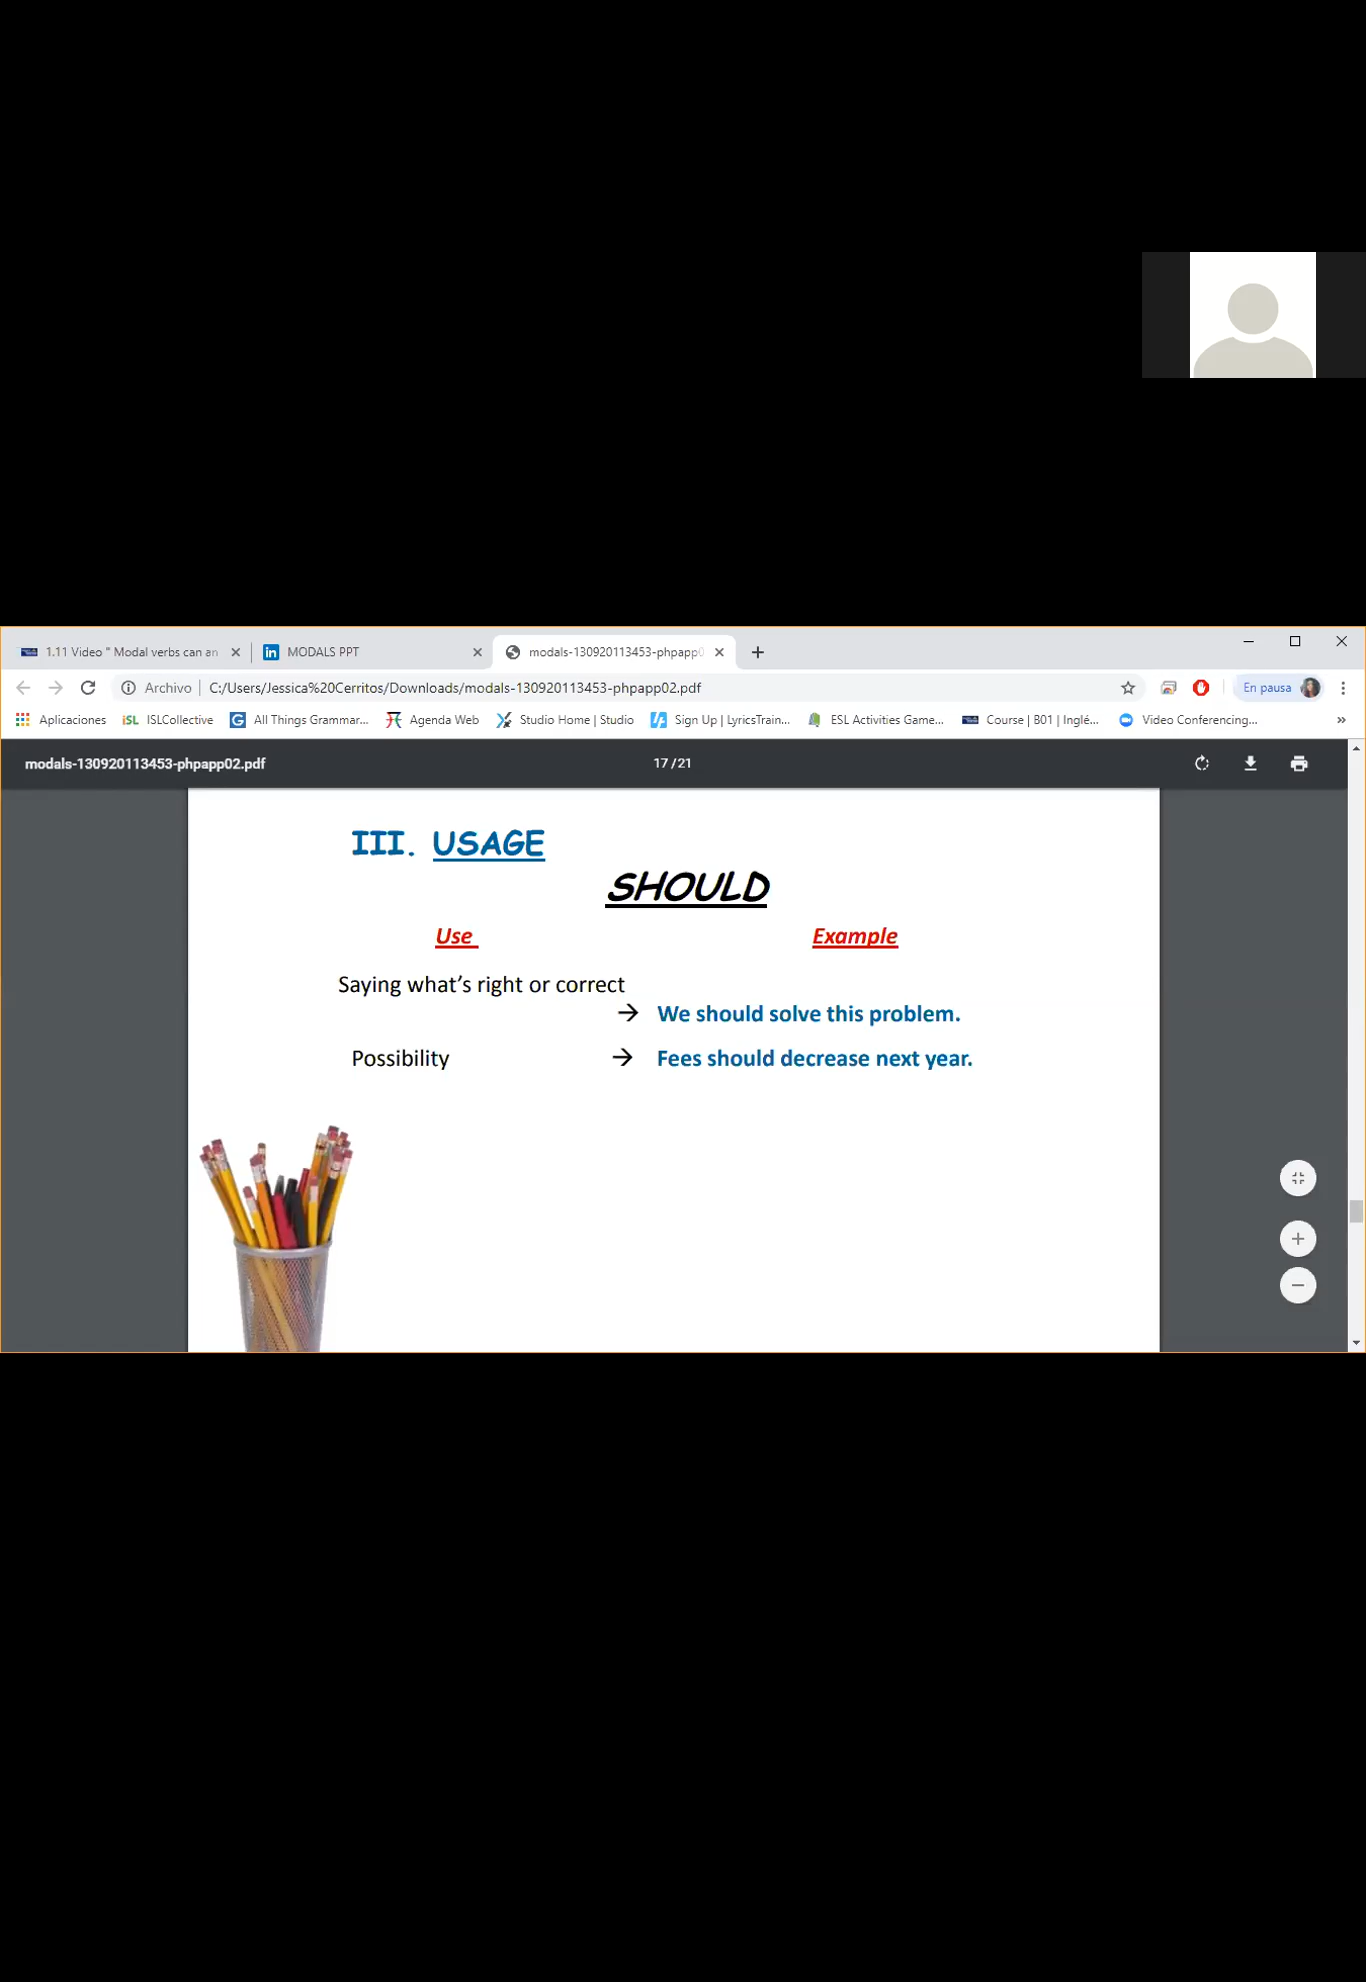 1.11 Video " Modal verbs can an
MODALS PPT
modals-130920113453-phpapp0
Archivo
C:/Users/Jessica%20Cerritos/Downloads/modals-130920113453-phpapp02.pdf
En pausa
Aplicaciones
iSL ISLCollective
G All Things Grammar...
Agenda Web
Studio Home | Studio
Sign Up | LyricsTrain...
ESL Activities Game...
Course | B01 | Inglé...
Video Conferencing...
»
modals-130920113453-phpapp02.pdf
17/21
III. USAGE
SHOULD
Use
Example
Saying what's right or correct
→ We should solve this problem.
Possibility → Fees should decrease next year.